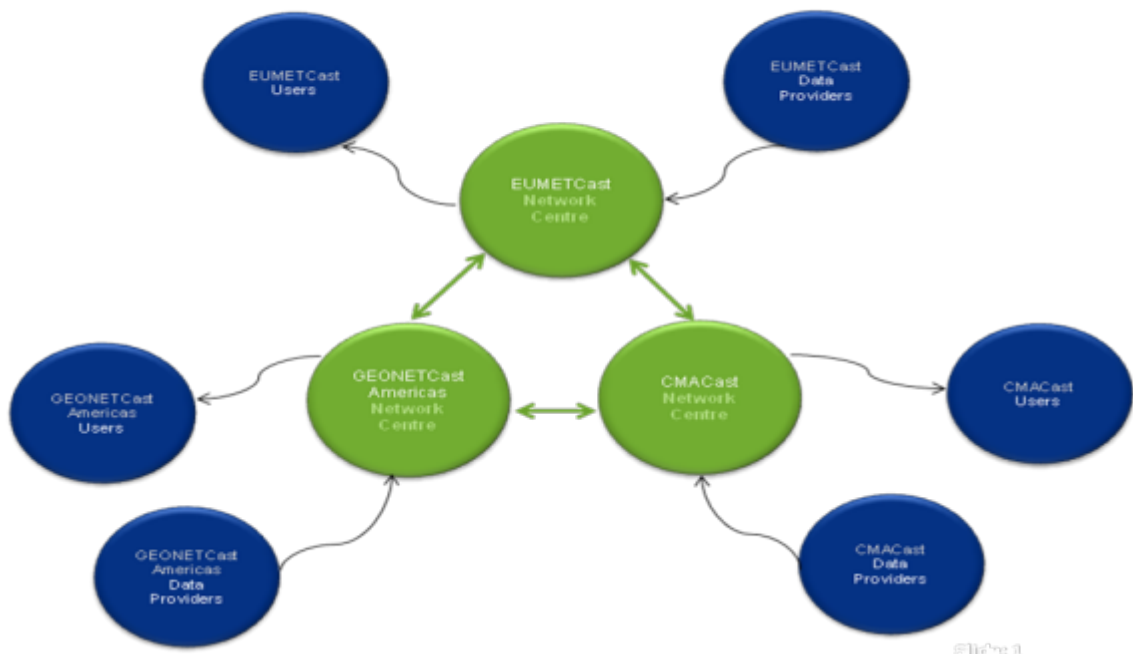 EUMETCast
Users
EUMETCast
Data
Providers
EUMETCast
Network
Centre
GEONETCast
Americas
Network
Centre
CMACast
Network
Centre
GEONETCast
Americas
Users
CMACast
Users
GEONETCast
Americas
Data
Providers
CMACast
Data
Providers